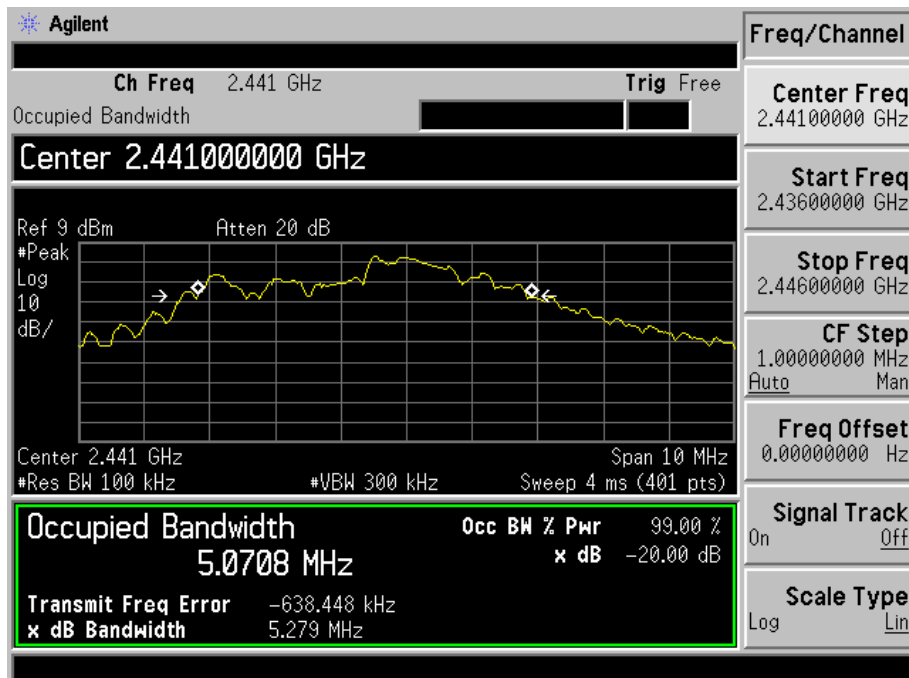 Agilent
Freq/Channel
Ch Freq 2.441 GHz Trig Free
Occupied Bandwidth
Center 2.441000000 GHz
Ref 9 dBm Atten 20 dB
#Peak
Log
10
dB/
Center 2.441 GHz Span 10 MHz
#Res BW 100 kHz #VBW 300 kHz Sweep 4 ms (401 pts)
Occupied Bandwidth
5.0708 MHz
Occ BW % Pwr 99.00 %
x dB -20.00 dB
Transmit Freq Error -638.448 kHz
x dB Bandwidth 5.279 MHz
Center Freq
2.44100000 GHz
Start Freq
2.43600000 GHz
Stop Freq
2.44600000 GHz
CF Step
1.00000000 MHz
Auto Man
Freq Offset
0.00000000 Hz
Signal Track
On Off
Scale Type
Log Lin